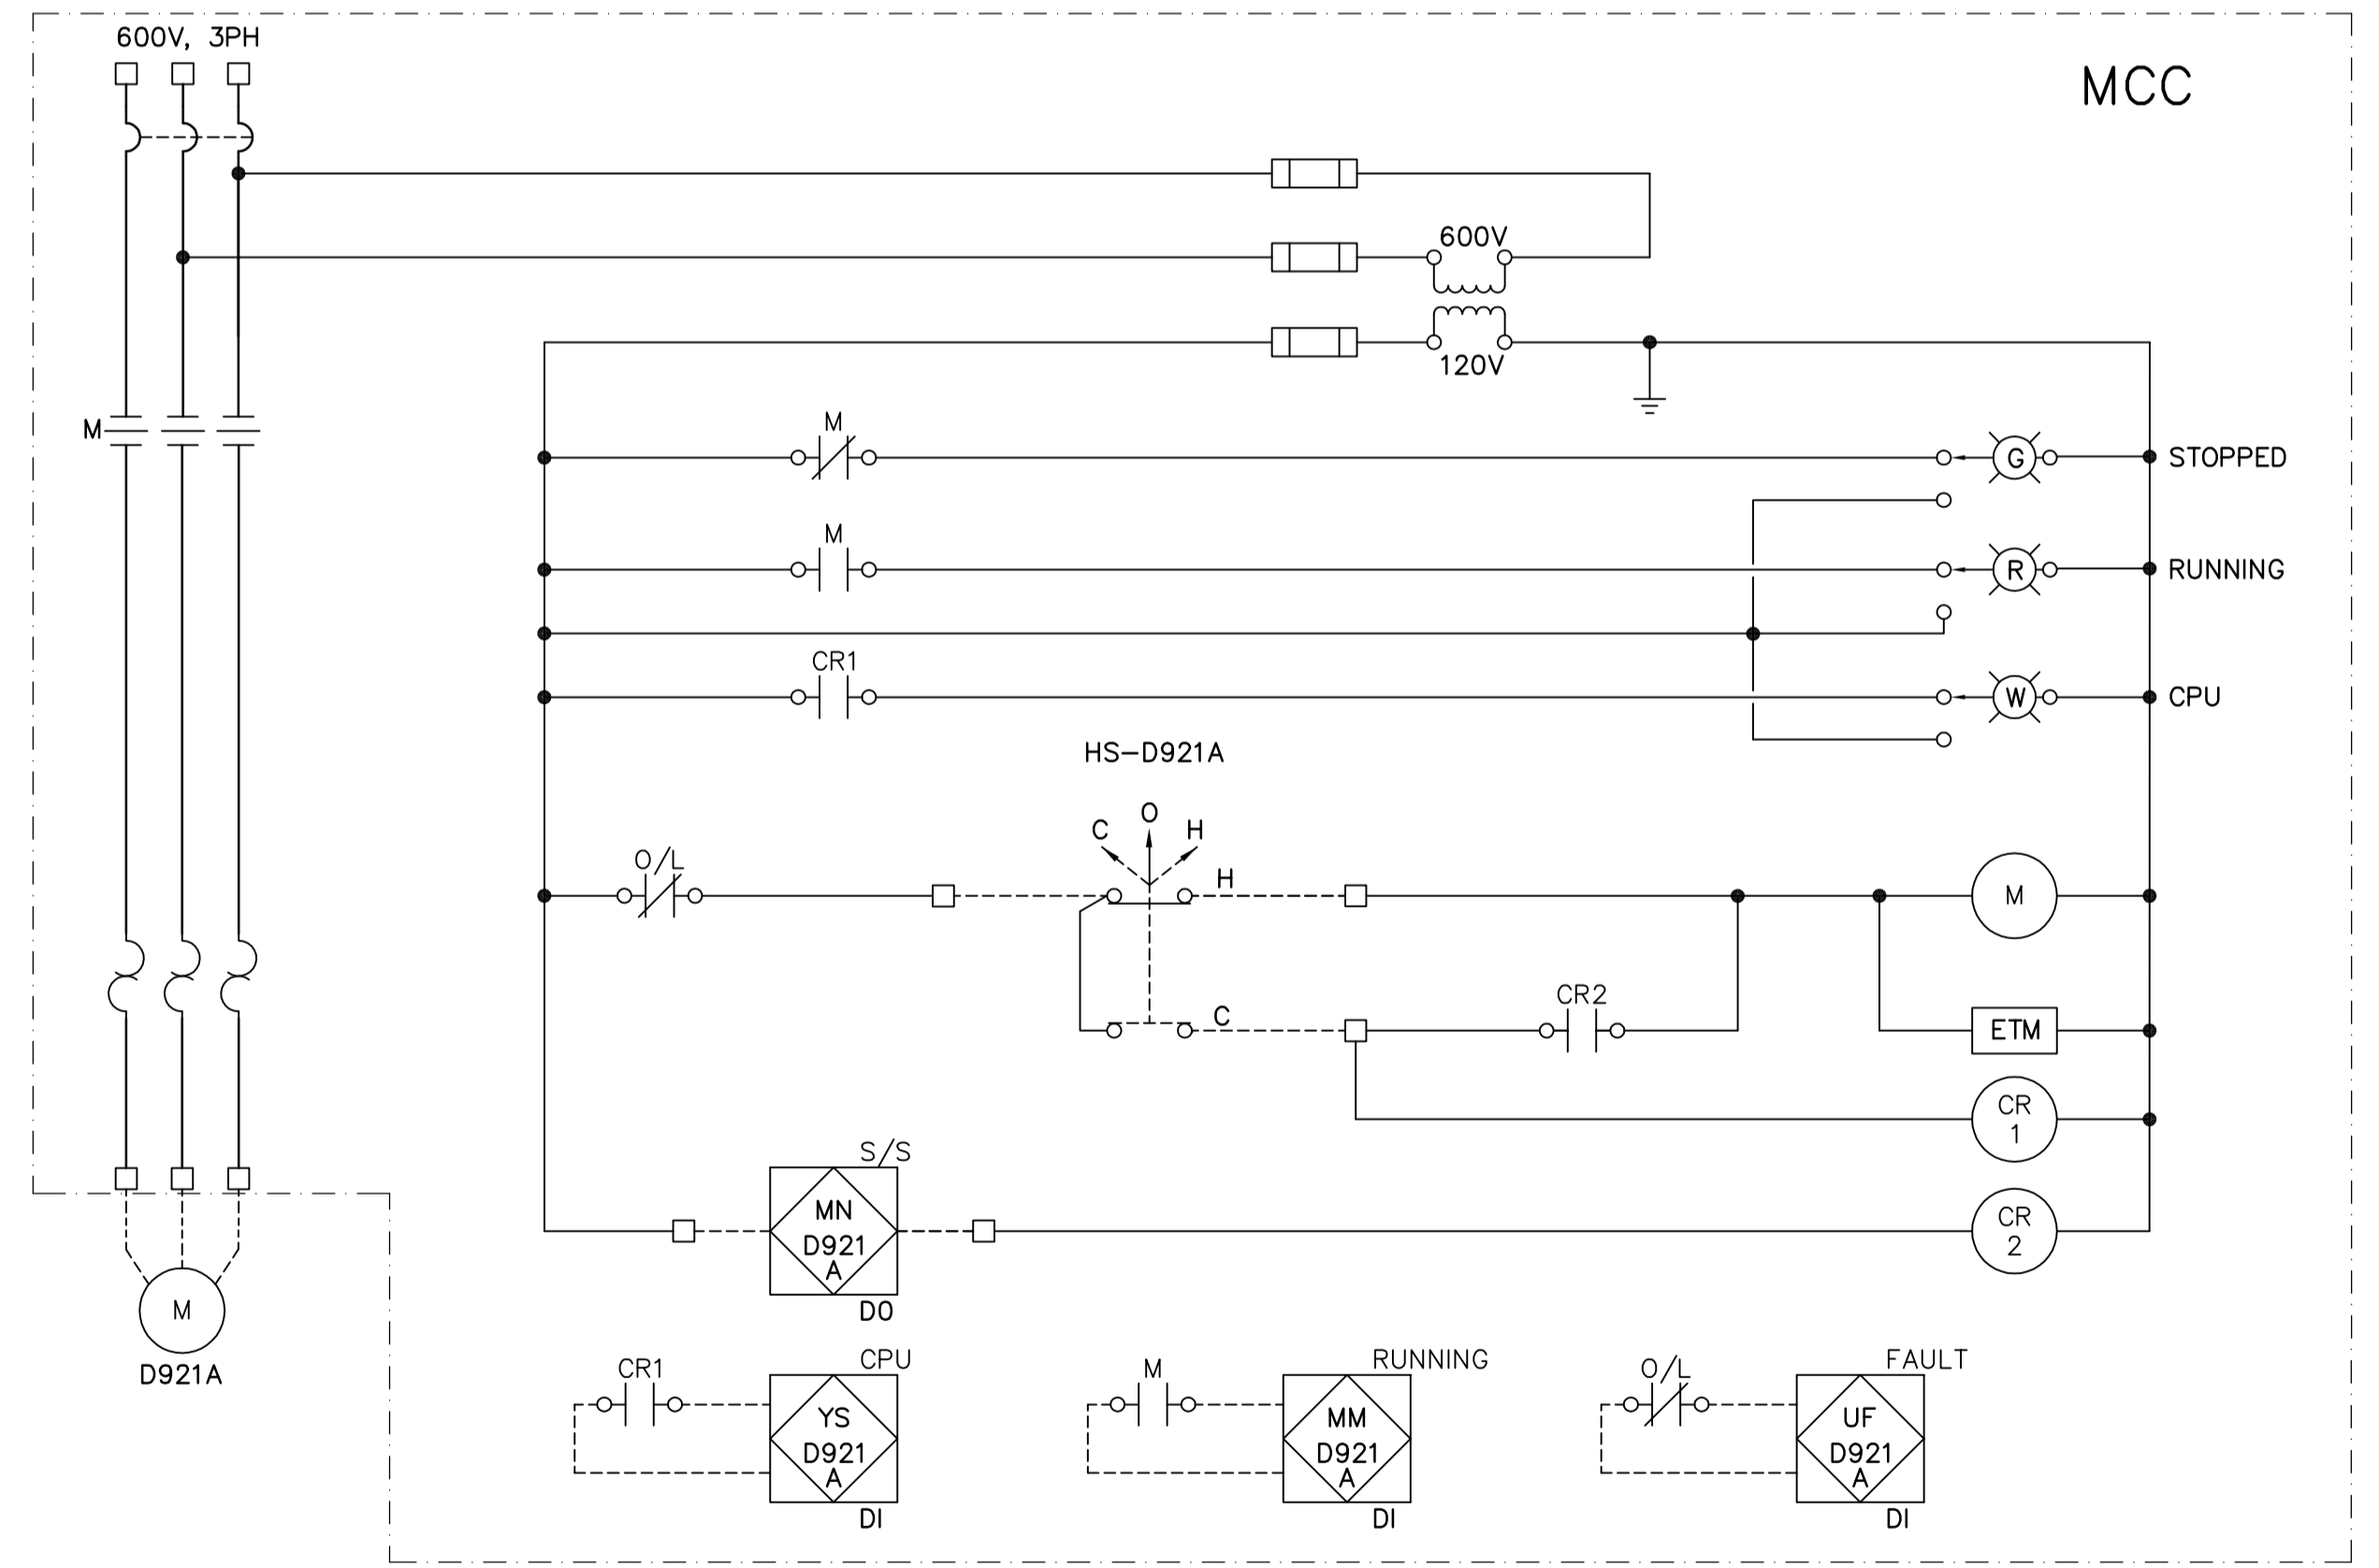 600V, 3PH
MCC
600V
120V
M
M
G
STOPPED
M
R
RUNNING
CR1
W
CPU
HS-D921A
C
O
H
O/L
H
M
C
CR2
ETM
CR
1
S/S
MN
D921
A
DO
CR
2
M
D921A
CR1
CPU
YS
D921
A
DI
M
RUNNING
MM
D921
A
DI
O/L
FAULT
UF
D921
A
DI